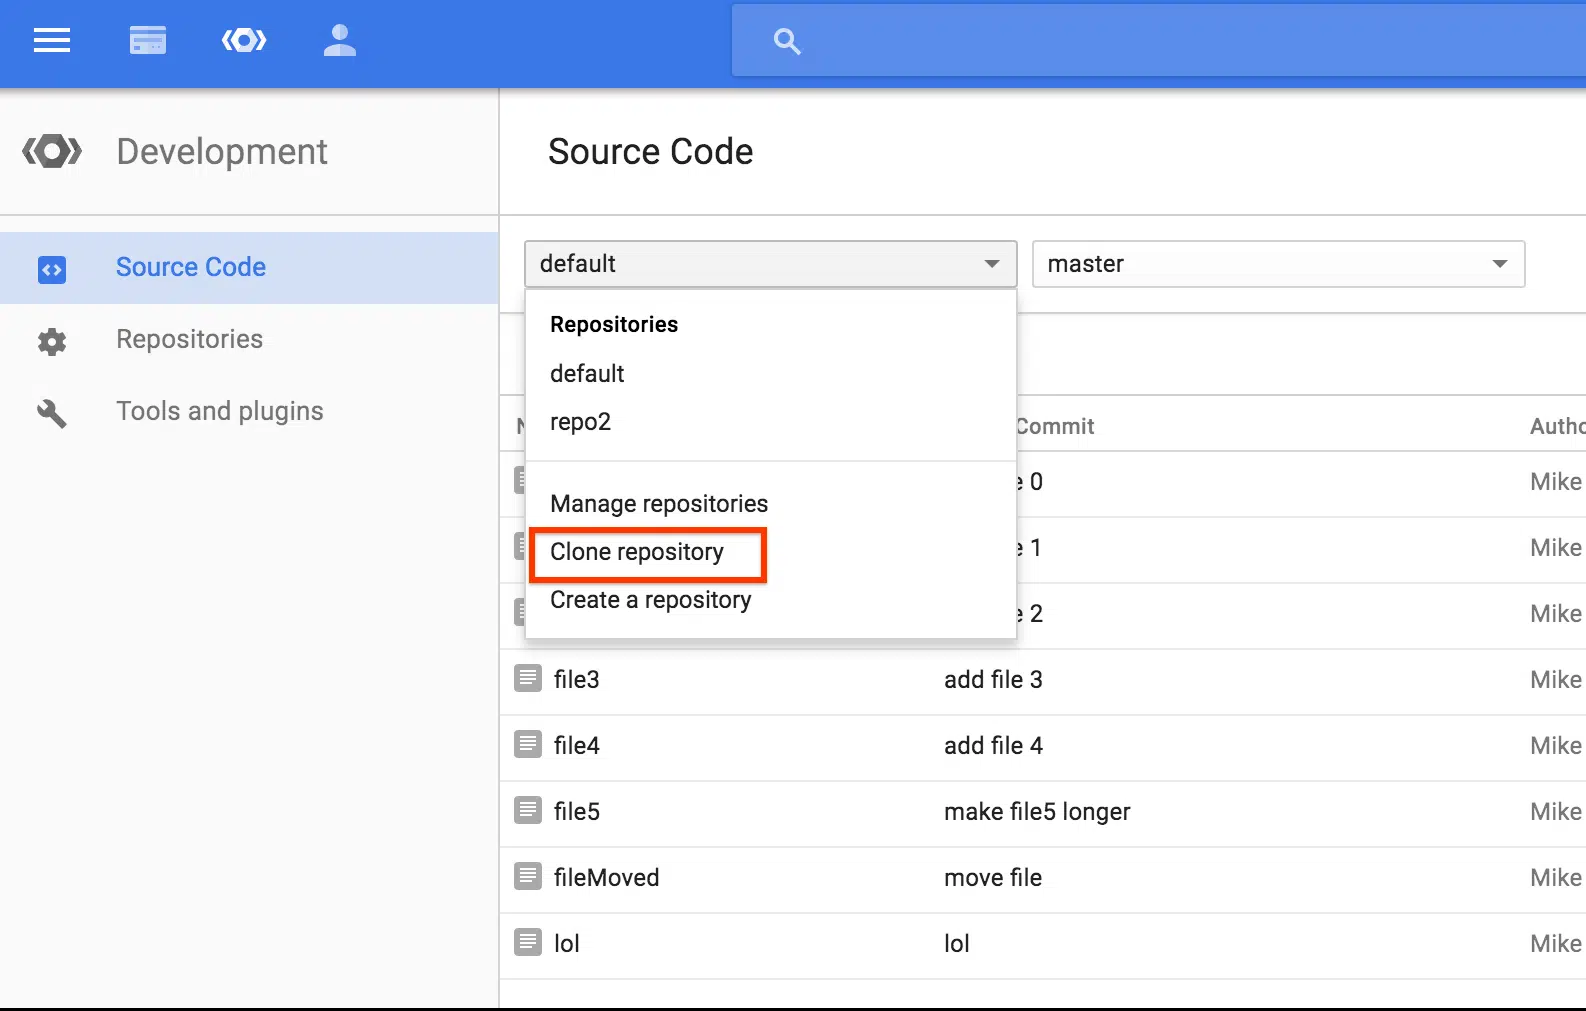 Development
Source Code
Source Code
Repositories
Tools and plugins
default
master
Repositories
default
repo2
Manage repositories
Clone repository
Create a repository
Commit
0 Mike
1 Mike
2 Mike
file3 add file 3 Mike
file4 add file 4 Mike
file5 make file5 longer Mike
fileMoved move file Mike
lol lol Mike